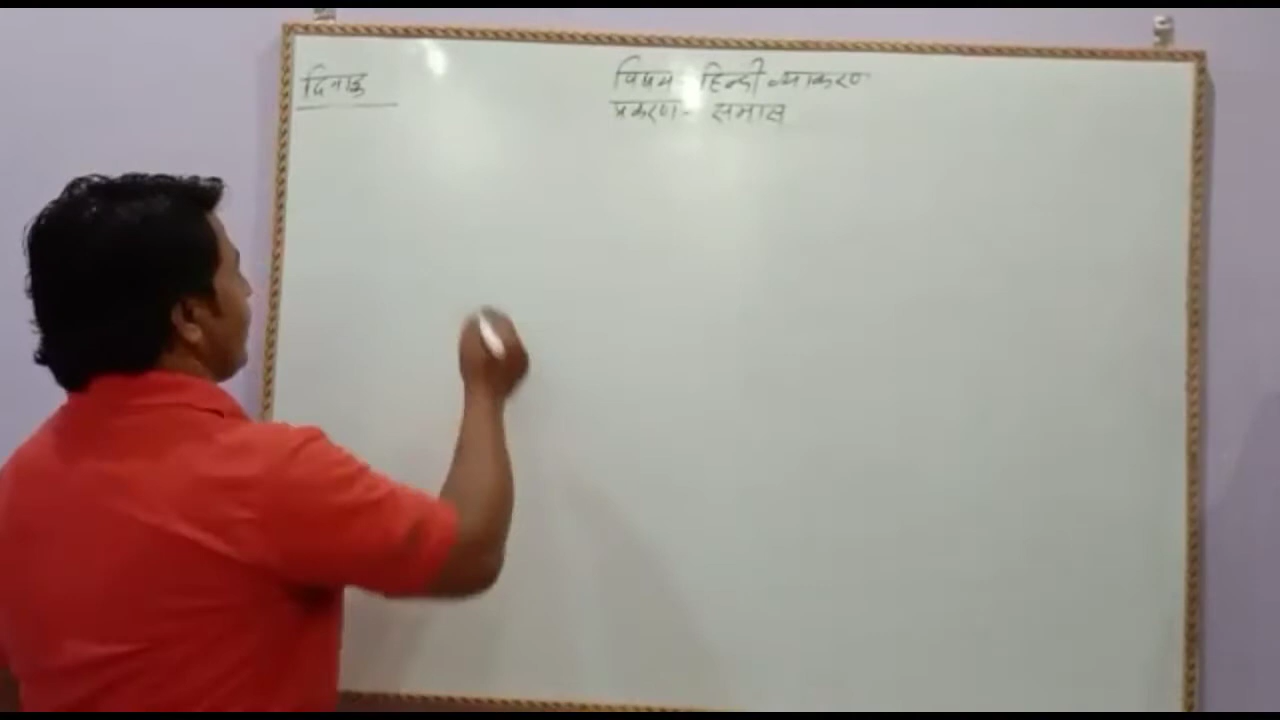 दिनांक
विषय - हिन्दी व्याकरण
प्रकरण - समास